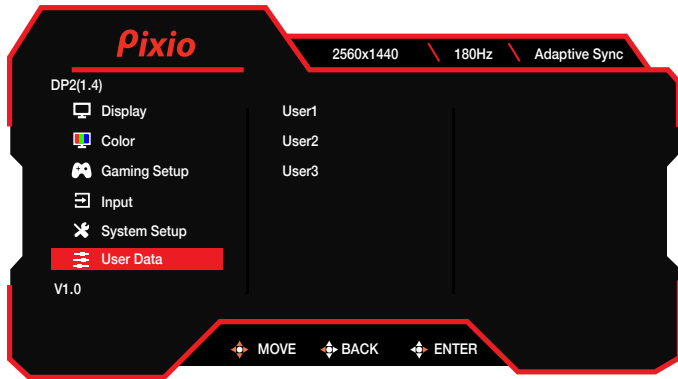 Pixio
2560x1440 180Hz Adaptive Sync
DP2(1.4)
Display
Color
Gaming Setup
Input
System Setup
User Data
V1.0
User1
User2
User3
MOVE BACK ENTER